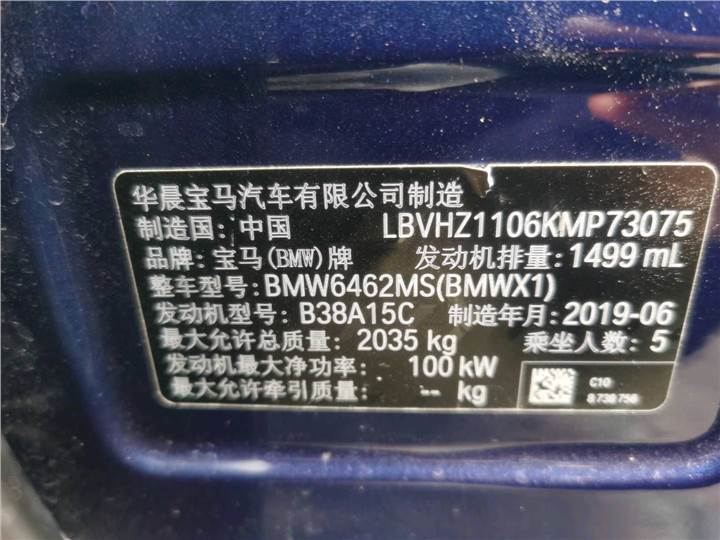 华晨宝马汽车有限公司制造
制造国: 中国 LBVHZ1106KMP73075
品牌: 宝马(BMW)牌 发动机排量: 1499 mL
整车型号: BMW6462MS(BMWX1)
发动机型号: B38A15C 制造年月: 2019-06
最大允许总质量: 2035 kg 乘坐人数: 5
发动机最大净功率: 100 kW
最大允许牵引质量: -- kg
C10
8 738 756